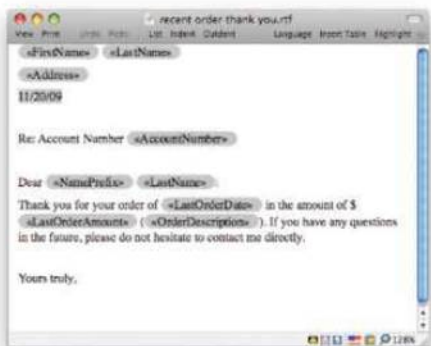 recent order thank you.rtf
View Print Undo Redo List Indent Outdent Language Insert Table Highlight
«FirstName» «LastName»
«Address»
11/20/09
Re: Account Number «AccountNumber»
Dear «NamePrefix» «LastName»
Thank you for your order of «LastOrderDate» in the amount of $
«LastOrderAmount» ( «OrderDescription» ). If you have any questions
in the future, please do not hesitate to contact me directly.
Yours truly,
128%